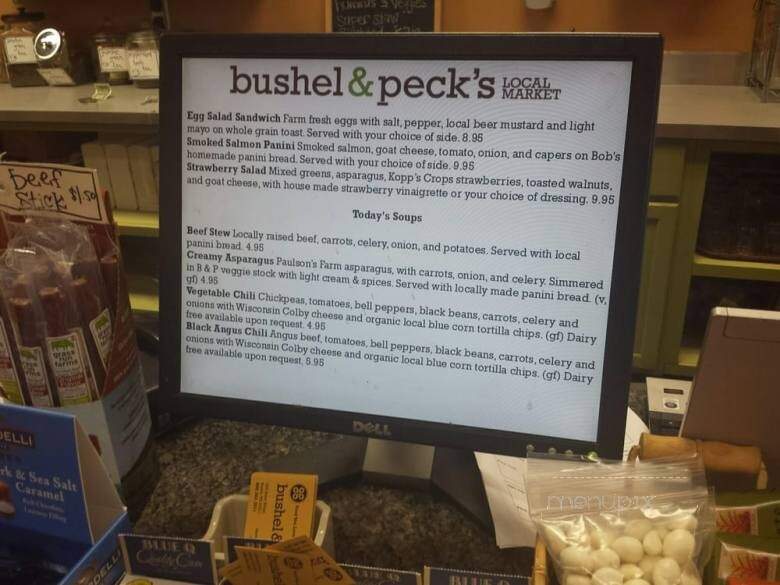 Super Slaw
bushel & peck's LOCAL MARKET
Egg Salad Sandwich Farm fresh eggs with salt, pepper, local beer mustard and light
mayo on whole grain toast. Served with your choice of side. 8.95
Smoked Salmon Panini Smoked salmon, goat cheese, tomato, onion, and capers on Bob's
homemade panini bread. Served with your choice of side. 9.95
Strawberry Salad Mixed greens, asparagus, Kopp's Crops strawberries, toasted walnuts,
and goat cheese, with house made strawberry vinaigrette or your choice of dressing. 9.95
Today's Soups
Beef Stew Locally raised beef, carrots, celery, onion, and potatoes. Served with local
panini bread. 4.95
Creamy Asparagus Paulson's Farm asparagus, with carrots, onion, and celery. Simmered
in B & P veggie stock with light cream & spices. Served with locally made panini bread. (v,
gf) 4.95
Vegetable Chili Chickpeas, tomatoes, bell peppers, black beans, carrots, celery and
onions with Wisconsin Colby cheese and organic local blue corn tortilla chips. (gf) Dairy
free available upon request. 4.95
Black Angus Chili Angus beef, tomatoes, bell peppers, black beans, carrots, celery and
onions with Wisconsin Colby cheese and organic local blue corn tortilla chips. (gf) Dairy
free available upon request. 5.95
DELL
beef
stick $1.50
grass
run
farms
DELLI
rk & Sea Salt
Caramel
bushel&
BLUE Q
menupix